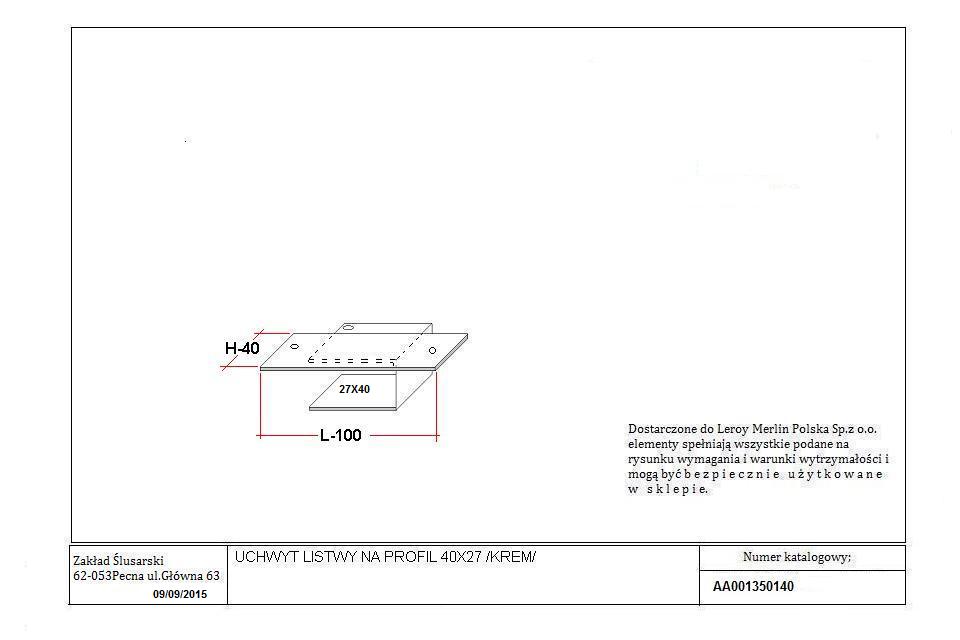 H-40
27X40
L-100
Dostarczone do Leroy Merlin Polska Sp.z o.o.
elementy spełniają wszystkie podane na
rysunku wymagania i warunki wytrzymałości i
mogą być b e z p i e c z n i e u ż y t k o w a n e
w s k l e p i e.
Zakład Ślusarski
62-053Pecna ul.Główna 63
09/09/2015
UCHWYT LISTWY NA PROFIL 40X27 /KREM/
Numer katalogowy;
AA001350140